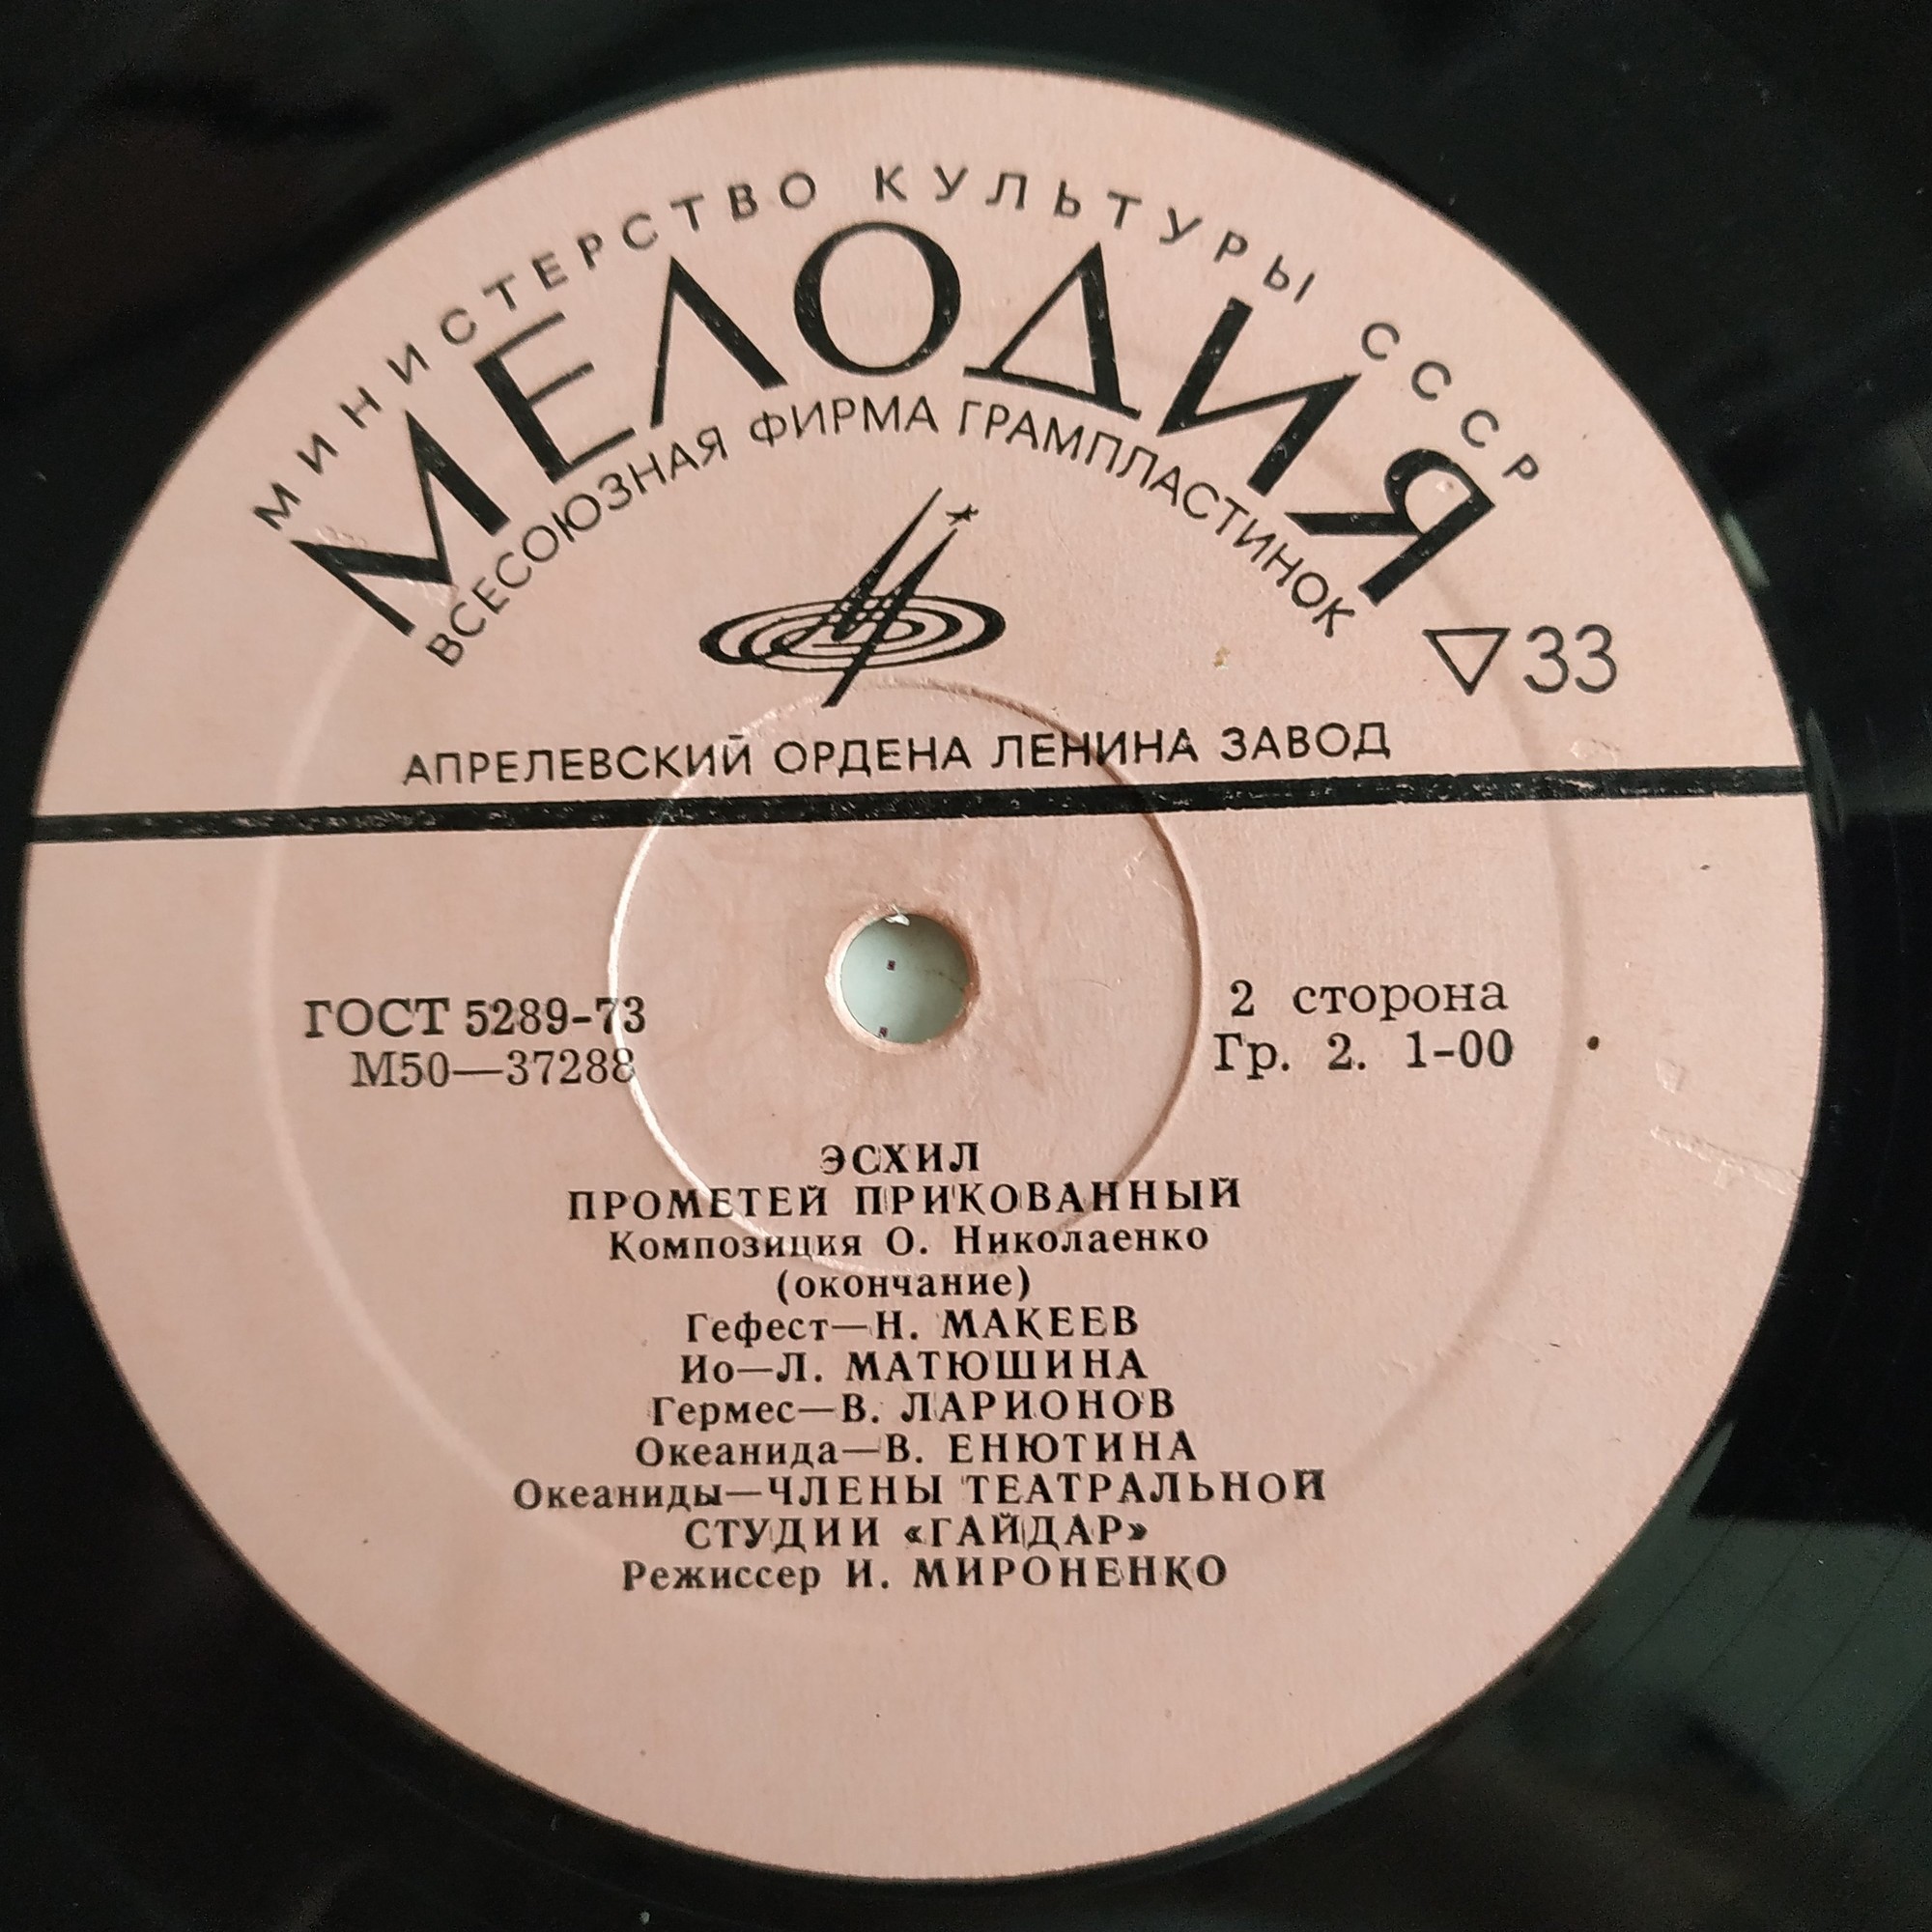 МИНИСТЕРСТВО КУЛЬТУРЫ СССР
МЕЛОДИЯ
ВСЕСОЮЗНАЯ ФИРМА ГРАМПЛАСТИНОК
33
АПРЕЛЕВСКИЙ ОРДЕНА ЛЕНИНА ЗАВОД
ГОСТ 5289-73
М50—37288
2 сторона
Гр. 2. 1-00
ЭСХИЛ
ПРОМЕТЕЙ ПРИКОВАННЫЙ
Композиция О. Николаенко
(окончание)
Гефест—Н. МАКЕЕВ
Ио—Л. МАТЮШИНА
Гермес—В. ЛАРИОНОВ
Океанида—В. ЕНЮТИНА
Океаниды—ЧЛЕНЫ ТЕАТРАЛЬНОЙ
СТУДИИ «ГАЙДАР»
Режиссер И. МИРОНЕНКО